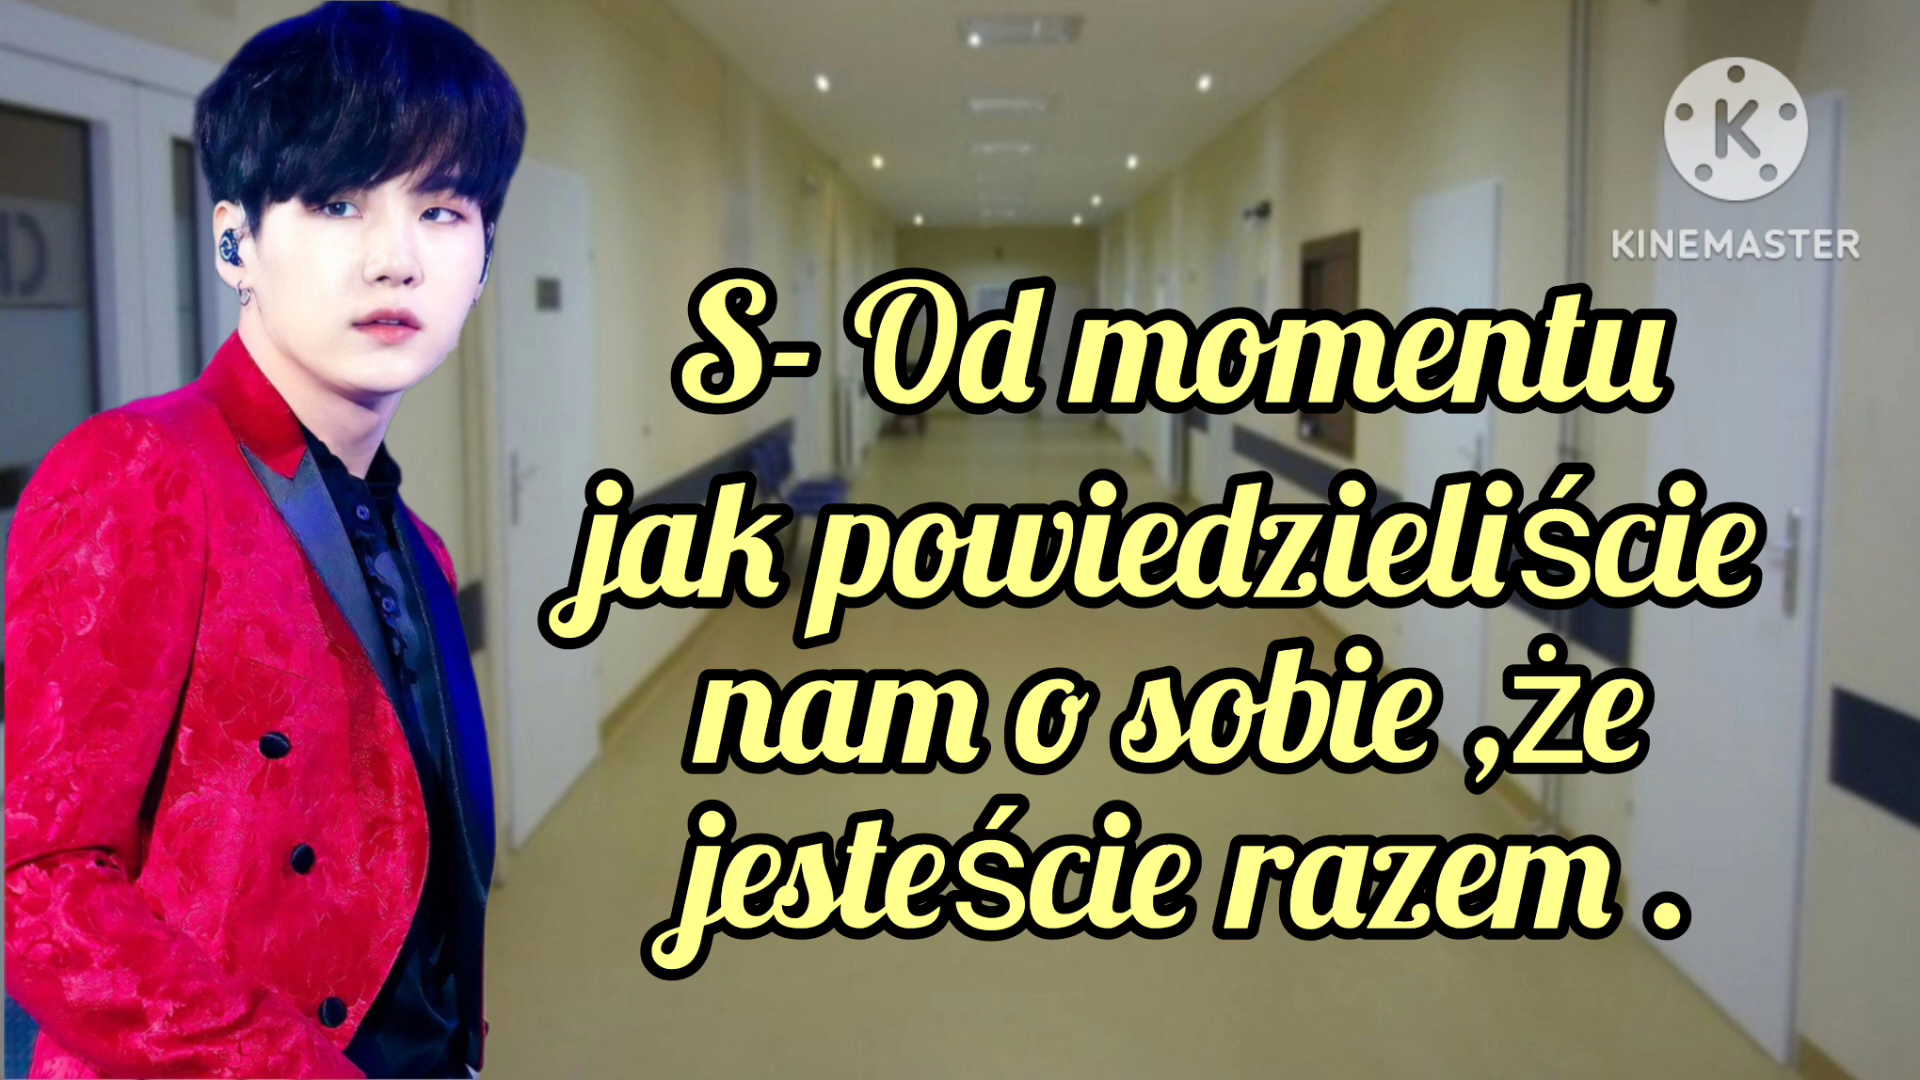 KINEMASTER
S- Od momentu
jak powiedzieliście
nam o sobie ,że
jesteście razem .